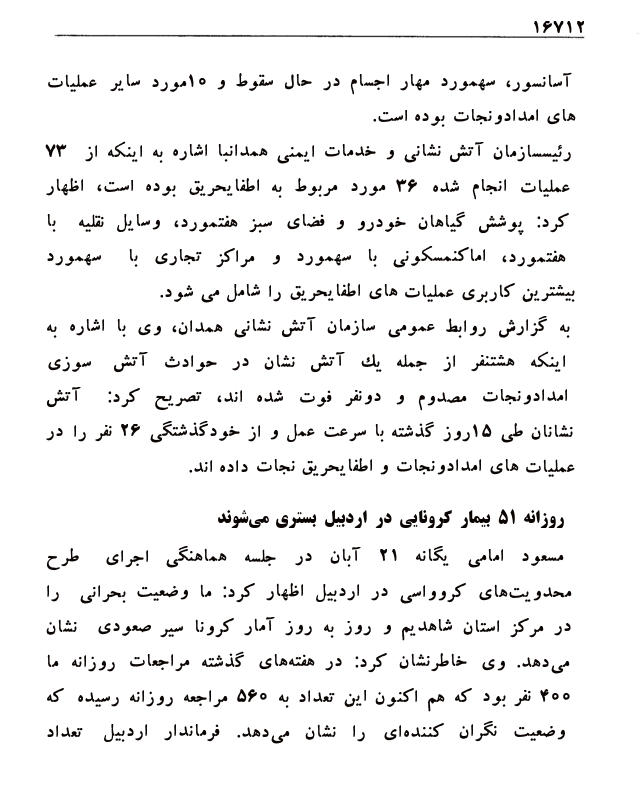 ۱۶۷۱۲
آسانسور، سهمورد مهار اجسام در حال سقوط و ۱۰مورد سایر عملیات
های امدادونجات بوده است.
رئیسسازمان آتش نشانی و خدمات ایمنی همدانبا اشاره به اینکه از ۷۳
عملیات انجام شده ۳۶ مورد مربوط به اطفایحریق بوده است، اظهار
کرد: پوشش گیاهان خودرو و فضای سبز هفتمورد، وسایل نقلیه با
هفتمورد، اماکنمسکونی با سهمورد و مراکز تجاری با سهمورد
بیشترین کاربری عملیات های اطفایحریق را شامل می شود.
به گزارش روابط عمومی سازمان آتش نشانی همدان، وی با اشاره به
اینکه هشتنفر از جمله یك آتش نشان در حوادث آتش سوزی
امدادونجات مصدوم و دونفر فوت شده اند، تصریح کرد: آتش
نشانان طی ۱۵روز گذشته با سرعت عمل و از خودگذشتگی ۲۶ نفر را در
عملیات های امدادونجات و اطفایحریق نجات داده اند.
روزانه ۵۱ بیمار کرونایی در اردبیل بستری می‌شوند
مسعود امامی یگانه ۲۱ آبان در جلسه هماهنگی اجرای طرح
محدویت‌های کروواسی در اردبیل اظهار کرد: ما وضعیت بحرانی را
در مرکز استان شاهدیم و روز به روز آمار کرونا سیر صعودی نشان
می‌دهد. وی خاطرنشان کرد: در هفته‌های گذشته مراجعات روزانه ما
۴۰۰ نفر بود که هم اکنون این تعداد به ۵۶۰ مراجعه روزانه رسیده که
وضعیت نگران کننده‌ای را نشان می‌دهد. فرماندار اردبیل تعداد